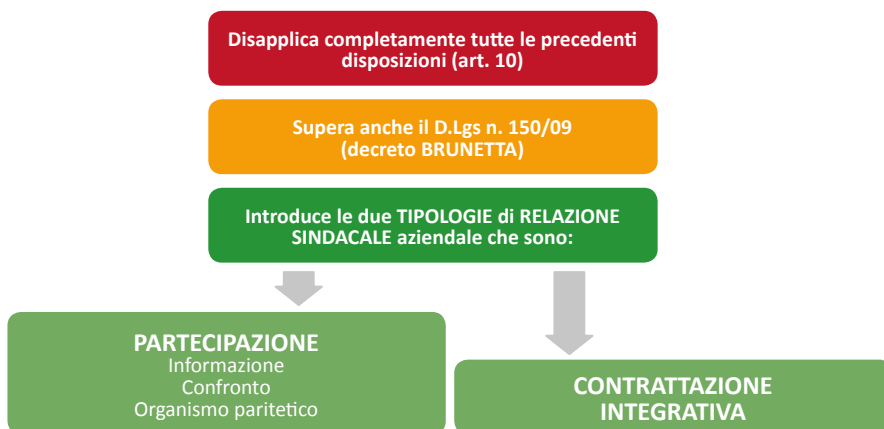 Disapplica completamente tutte le precedenti
disposizioni (art. 10)
Supera anche il D.Lgs n. 150/09
(decreto BRUNETTA)
Introduce le due TIPOLOGIE di RELAZIONE
SINDACALE aziendale che sono:
PARTECIPAZIONE
Informazione
Confronto
Organismo paritetico
CONTRATTAZIONE
INTEGRATIVA